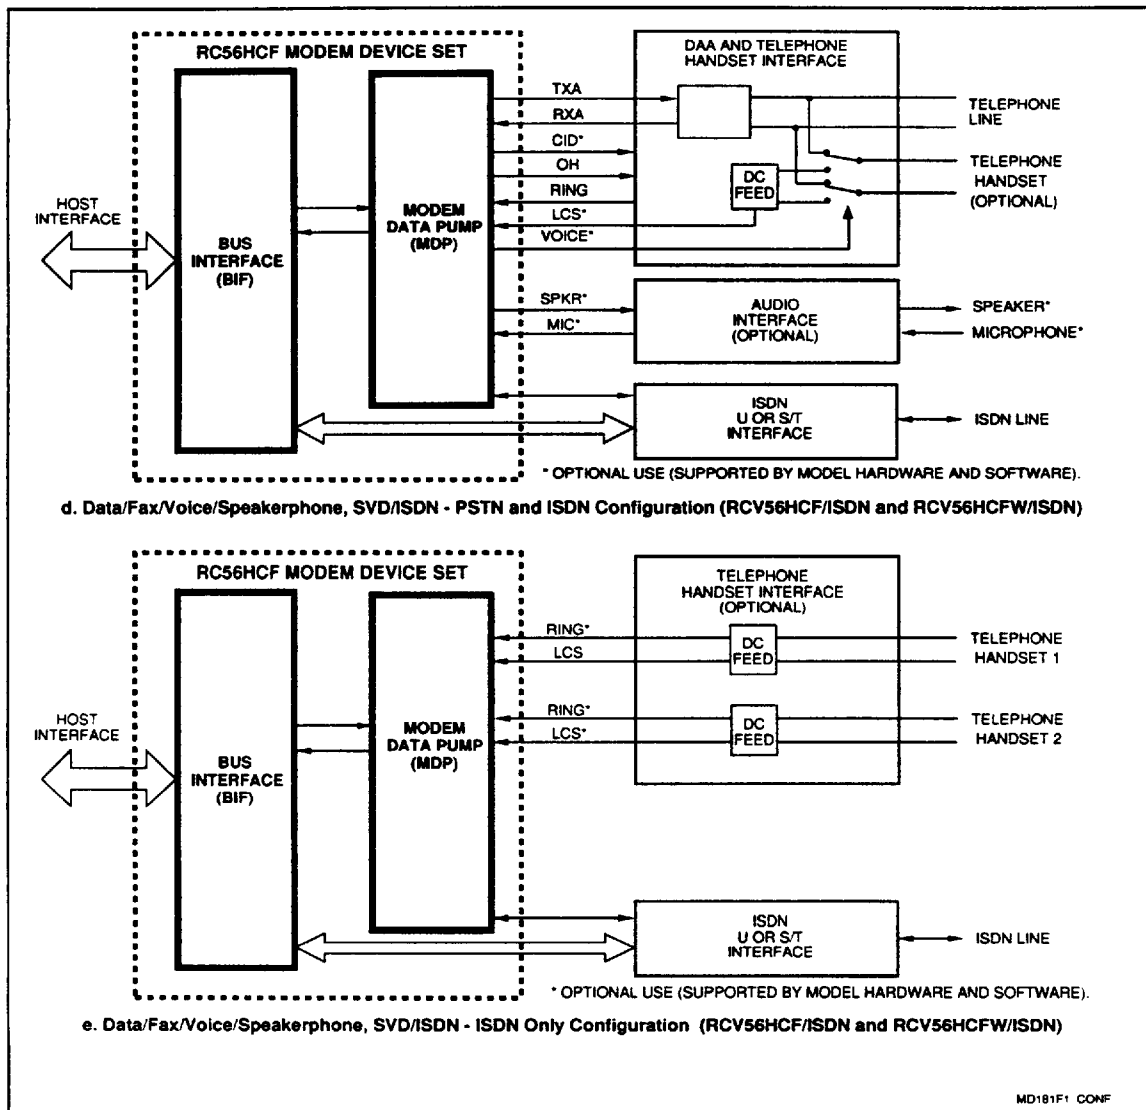 RC56HCF MODEM DEVICE SET
DAA AND TELEPHONE
HANDSET INTERFACE
TXA
RXA
CID*
OH
RING
LCS*
VOICE*
TELEPHONE
LINE
TELEPHONE
HANDSET
(OPTIONAL)
DC
FEED
HOST
INTERFACE
BUS
INTERFACE
(BIF)
MODEM
DATA PUMP
(MDP)
SPKR*
MIC*
AUDIO
INTERFACE
(OPTIONAL)
SPEAKER*
MICROPHONE*
ISDN
U OR S/T
INTERFACE
ISDN LINE
* OPTIONAL USE (SUPPORTED BY MODEL HARDWARE AND SOFTWARE).
d. Data/Fax/Voice/Speakerphone, SVD/ISDN - PSTN and ISDN Configuration (RCV56HCF/ISDN and RCV56HCFW/ISDN)
RC56HCF MODEM DEVICE SET
TELEPHONE
HANDSET INTERFACE
(OPTIONAL)
RING*
LCS
DC
FEED
TELEPHONE
HANDSET 1
RING*
LCS*
DC
FEED
TELEPHONE
HANDSET 2
HOST
INTERFACE
BUS
INTERFACE
(BIF)
MODEM
DATA PUMP
(MDP)
ISDN
U OR S/T
INTERFACE
ISDN LINE
* OPTIONAL USE (SUPPORTED BY MODEL HARDWARE AND SOFTWARE).
e. Data/Fax/Voice/Speakerphone, SVD/ISDN - ISDN Only Configuration (RCV56HCF/ISDN and RCV56HCFW/ISDN)
MD181F1 CONF